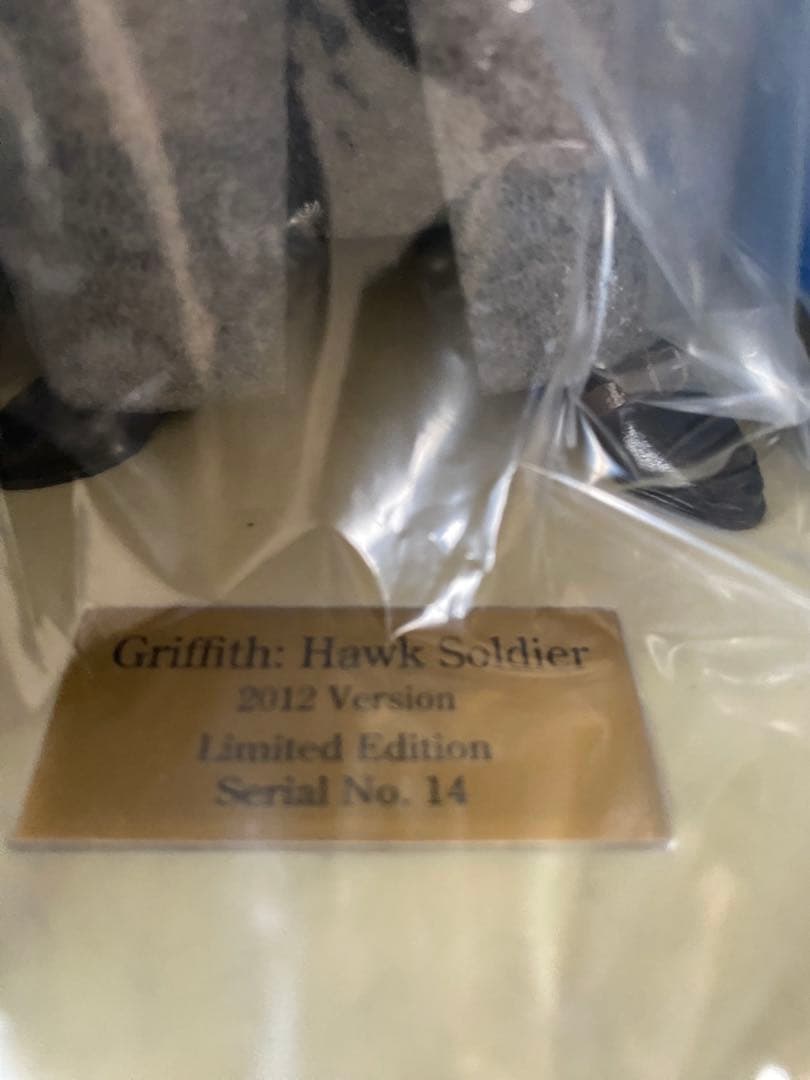 Griffith: Hawk Soldier
2012 Version
Limited Edition
Serial No. 14